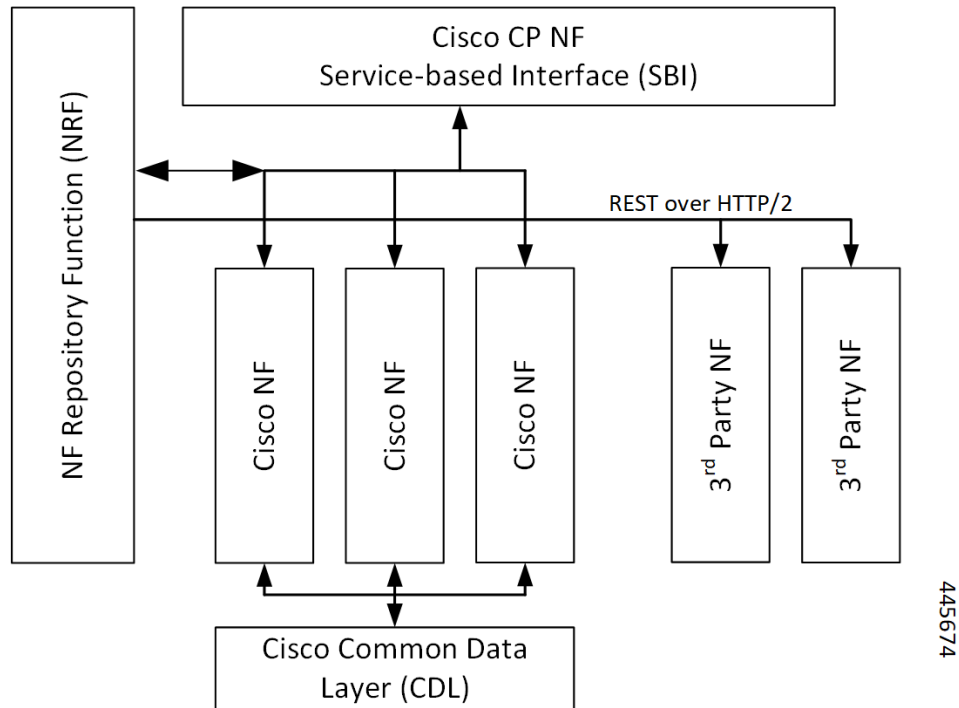 NF Repository Function (NRF)
Cisco CP NF
Service-based Interface (SBI)
REST over HTTP/2
Cisco NF
Cisco NF
Cisco NF
3rd Party NF
3rd Party NF
Cisco Common Data
Layer (CDL)
445674